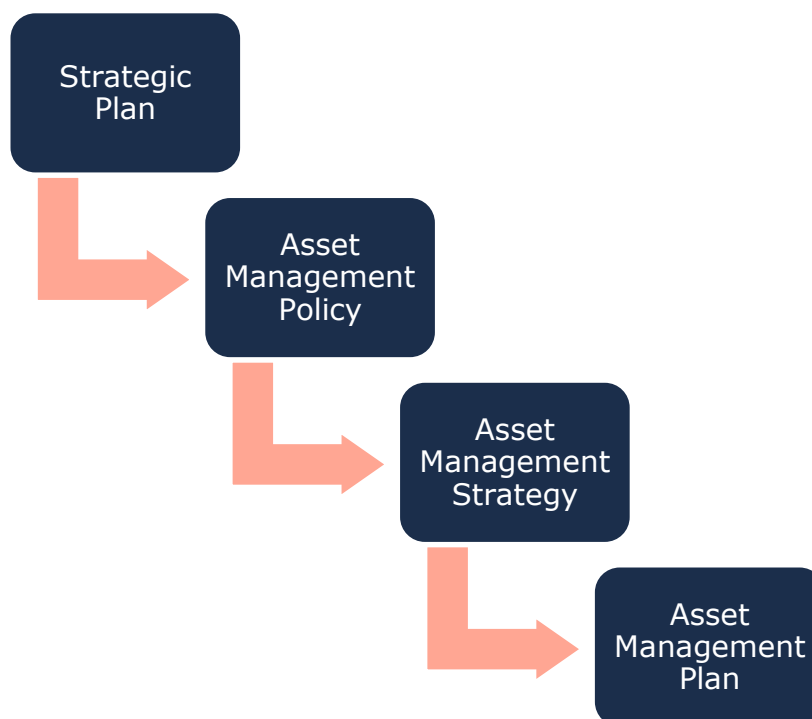 Strategic
Plan
Asset
Management
Policy
Asset
Management
Strategy
Asset
Management
Plan